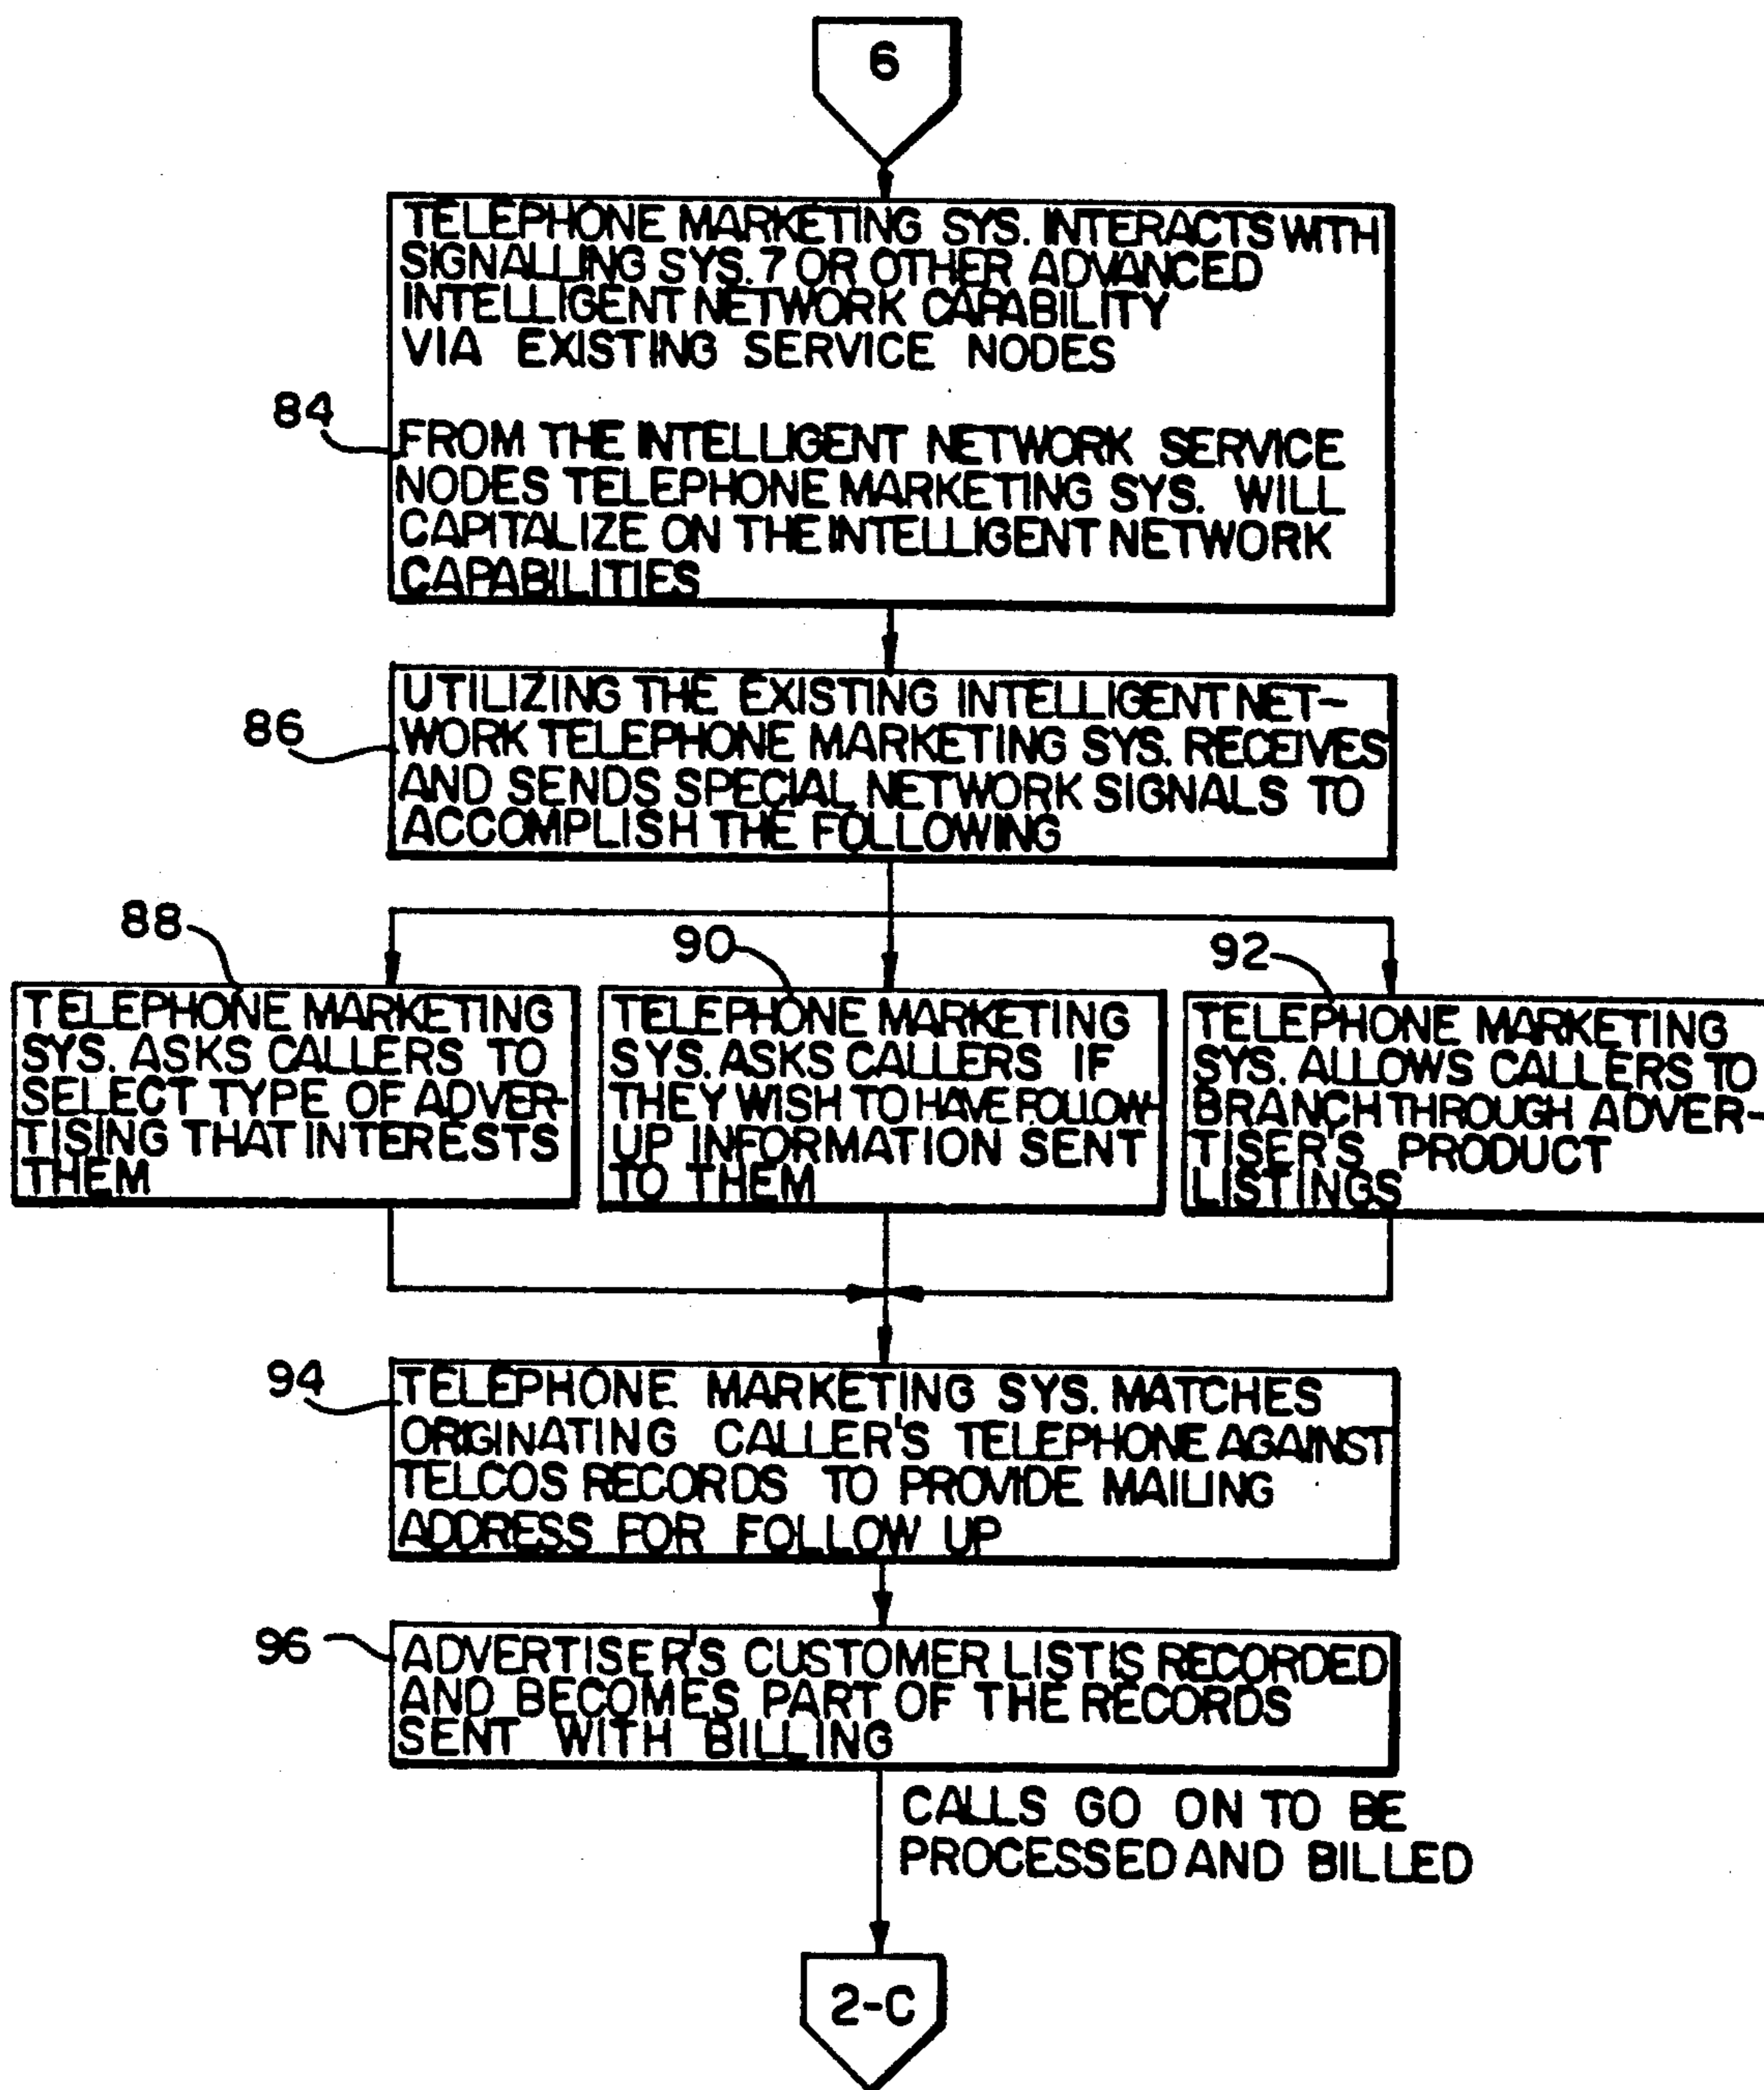 6
TELEPHONE MARKETING SYS. INTERACTS WITH
SIGNALLING SYS. 7 OR OTHER ADVANCED
INTELLIGENT NETWORK CAPABILITY
VIA EXISTING SERVICE NODES
84
FROM THE INTELLIGENT NETWORK SERVICE
NODES TELEPHONE MARKETING SYS. WILL
CAPITALIZE ON THE INTELLIGENT NETWORK
CAPABILITIES
86
UTILIZING THE EXISTING INTELLIGENT NET-
WORK TELEPHONE MARKETING SYS. RECEIVES
AND SENDS SPECIAL NETWORK SIGNALS TO
ACCOMPLISH THE FOLLOWING
88
TELEPHONE MARKETING
SYS. ASKS CALLERS TO
SELECT TYPE OF ADVER-
TISING THAT INTERESTS
THEM
90
TELEPHONE MARKETING
SYS. ASKS CALLERS IF
THEY WISH TO HAVE FOLLOW-
UP INFORMATION SENT
TO THEM
92
TELEPHONE MARKETING
SYS. ALLOWS CALLERS TO
BRANCH THROUGH ADVER-
TISER'S PRODUCT
LISTINGS
94
TELEPHONE MARKETING SYS. MATCHES
ORIGINATING CALLER'S TELEPHONE AGAINST
TELCOS RECORDS TO PROVIDE MAILING
ADDRESS FOR FOLLOW UP
96
ADVERTISER'S CUSTOMER LIST IS RECORDED
AND BECOMES PART OF THE RECORDS
SENT WITH BILLING
CALLS GO ON TO BE
PROCESSED AND BILLED
2-C